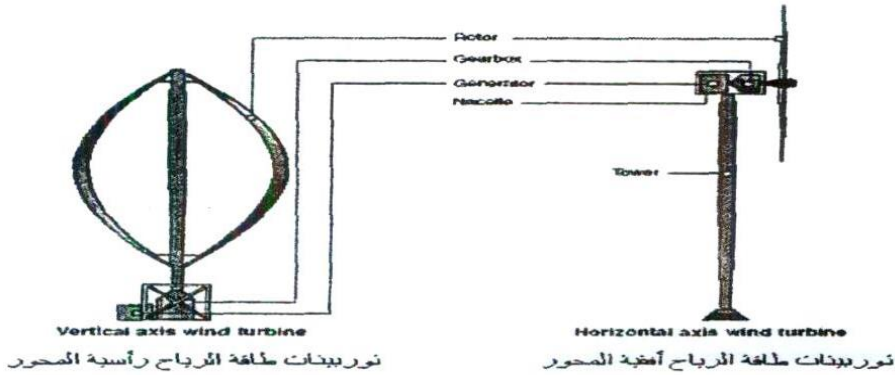 Rotor
Gearbox
Generator
Nacelle
Tower
Vertical axis wind turbine
Horizontal axis wind turbine
توربينات طاقة الرياح رأسية المحور
توربينات طاقة الرياح أفقية المحور